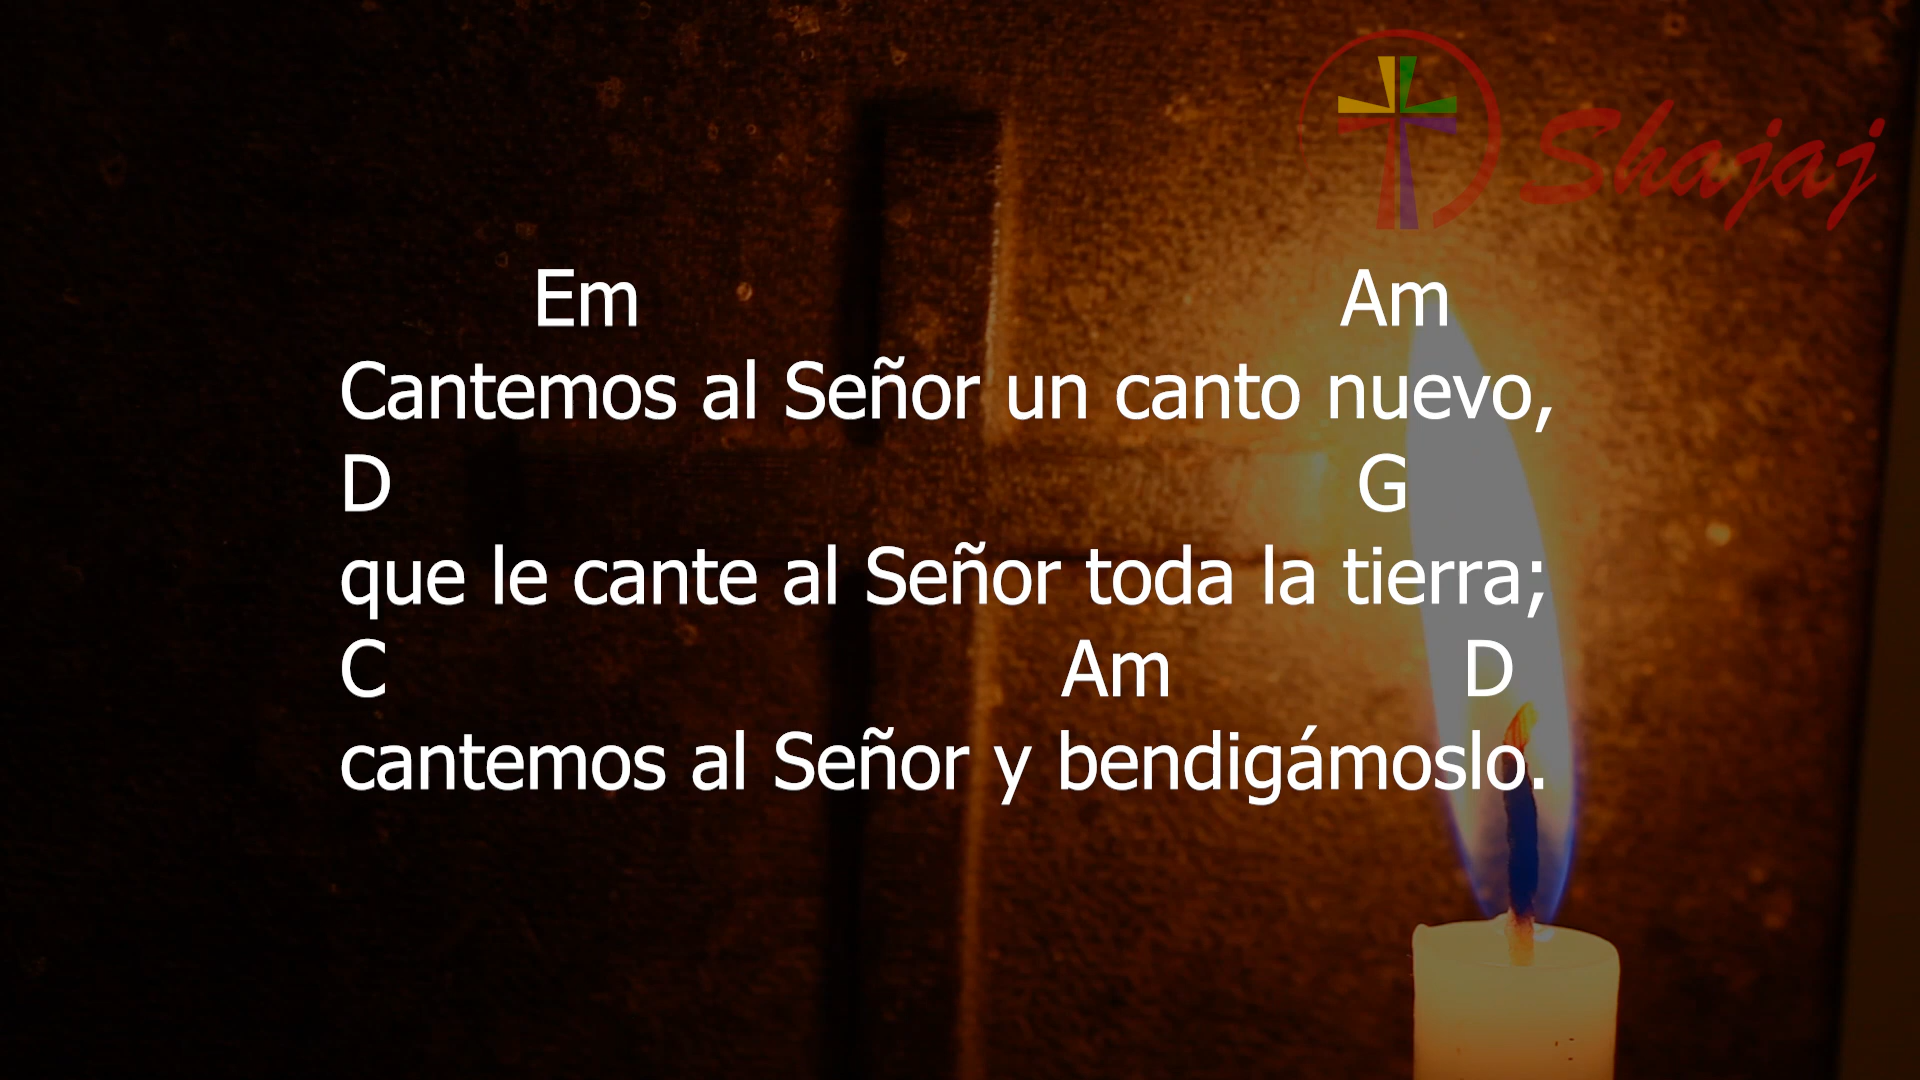 Shajaj
Em Am
Cantemos al Señor un canto nuevo,
D G
que le cante al Señor toda la tierra;
C Am D
cantemos al Señor y bendigámoslo.